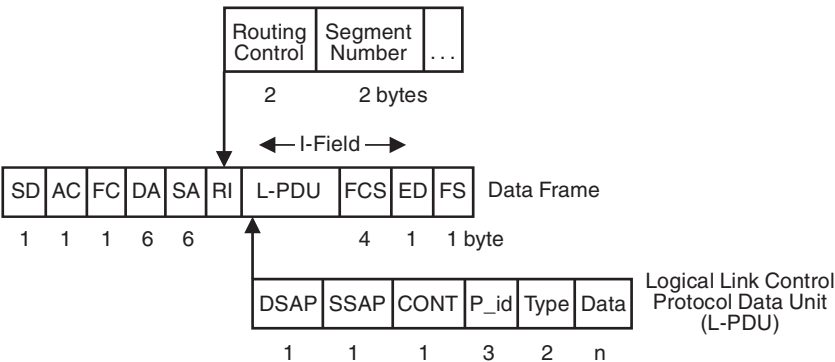 Routing Control
Segment Number
...
2
2 bytes
I-Field
SD AC FC DA SA RI L-PDU FCS ED FS Data Frame
1 1 1 6 6 4 1 1 byte
DSAP SSAP CONT P_id Type Data
Logical Link Control
Protocol Data Unit
(L-PDU)
1 1 1 3 2 n